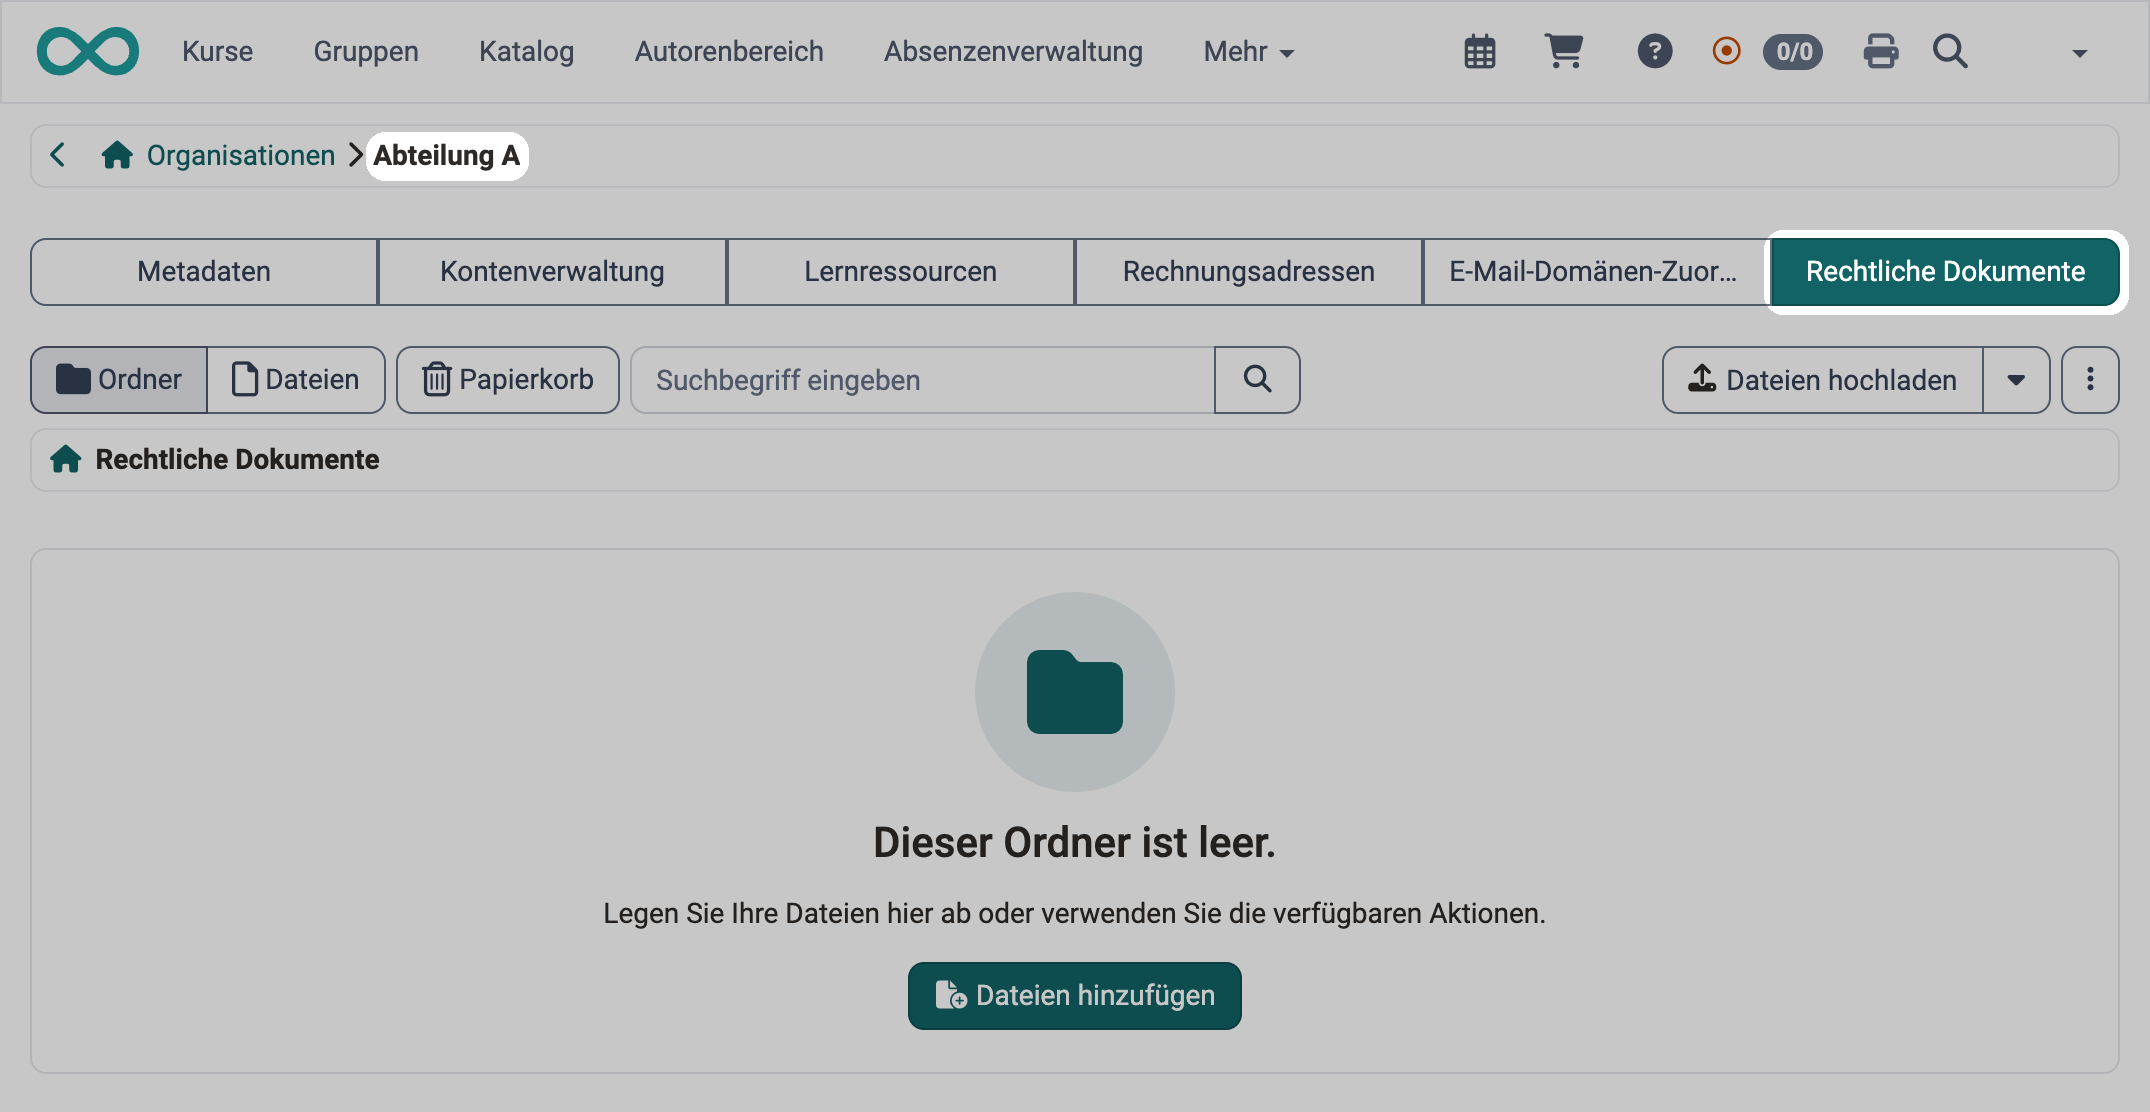 Kurse Gruppen Katalog Autorenbereich Absenzenverwaltung Mehr ? 0/0
Organisationen Abteilung A
Metadaten Kontenverwaltung Lernressourcen Rechnungsadressen E-Mail-Domänen-Zuor... Rechtliche Dokumente
Ordner Dateien Papierkorb Suchbegriff eingeben Dateien hochladen
Rechtliche Dokumente
Dieser Ordner ist leer.
Legen Sie Ihre Dateien hier ab oder verwenden Sie die verfügbaren Aktionen.
Dateien hinzufügen